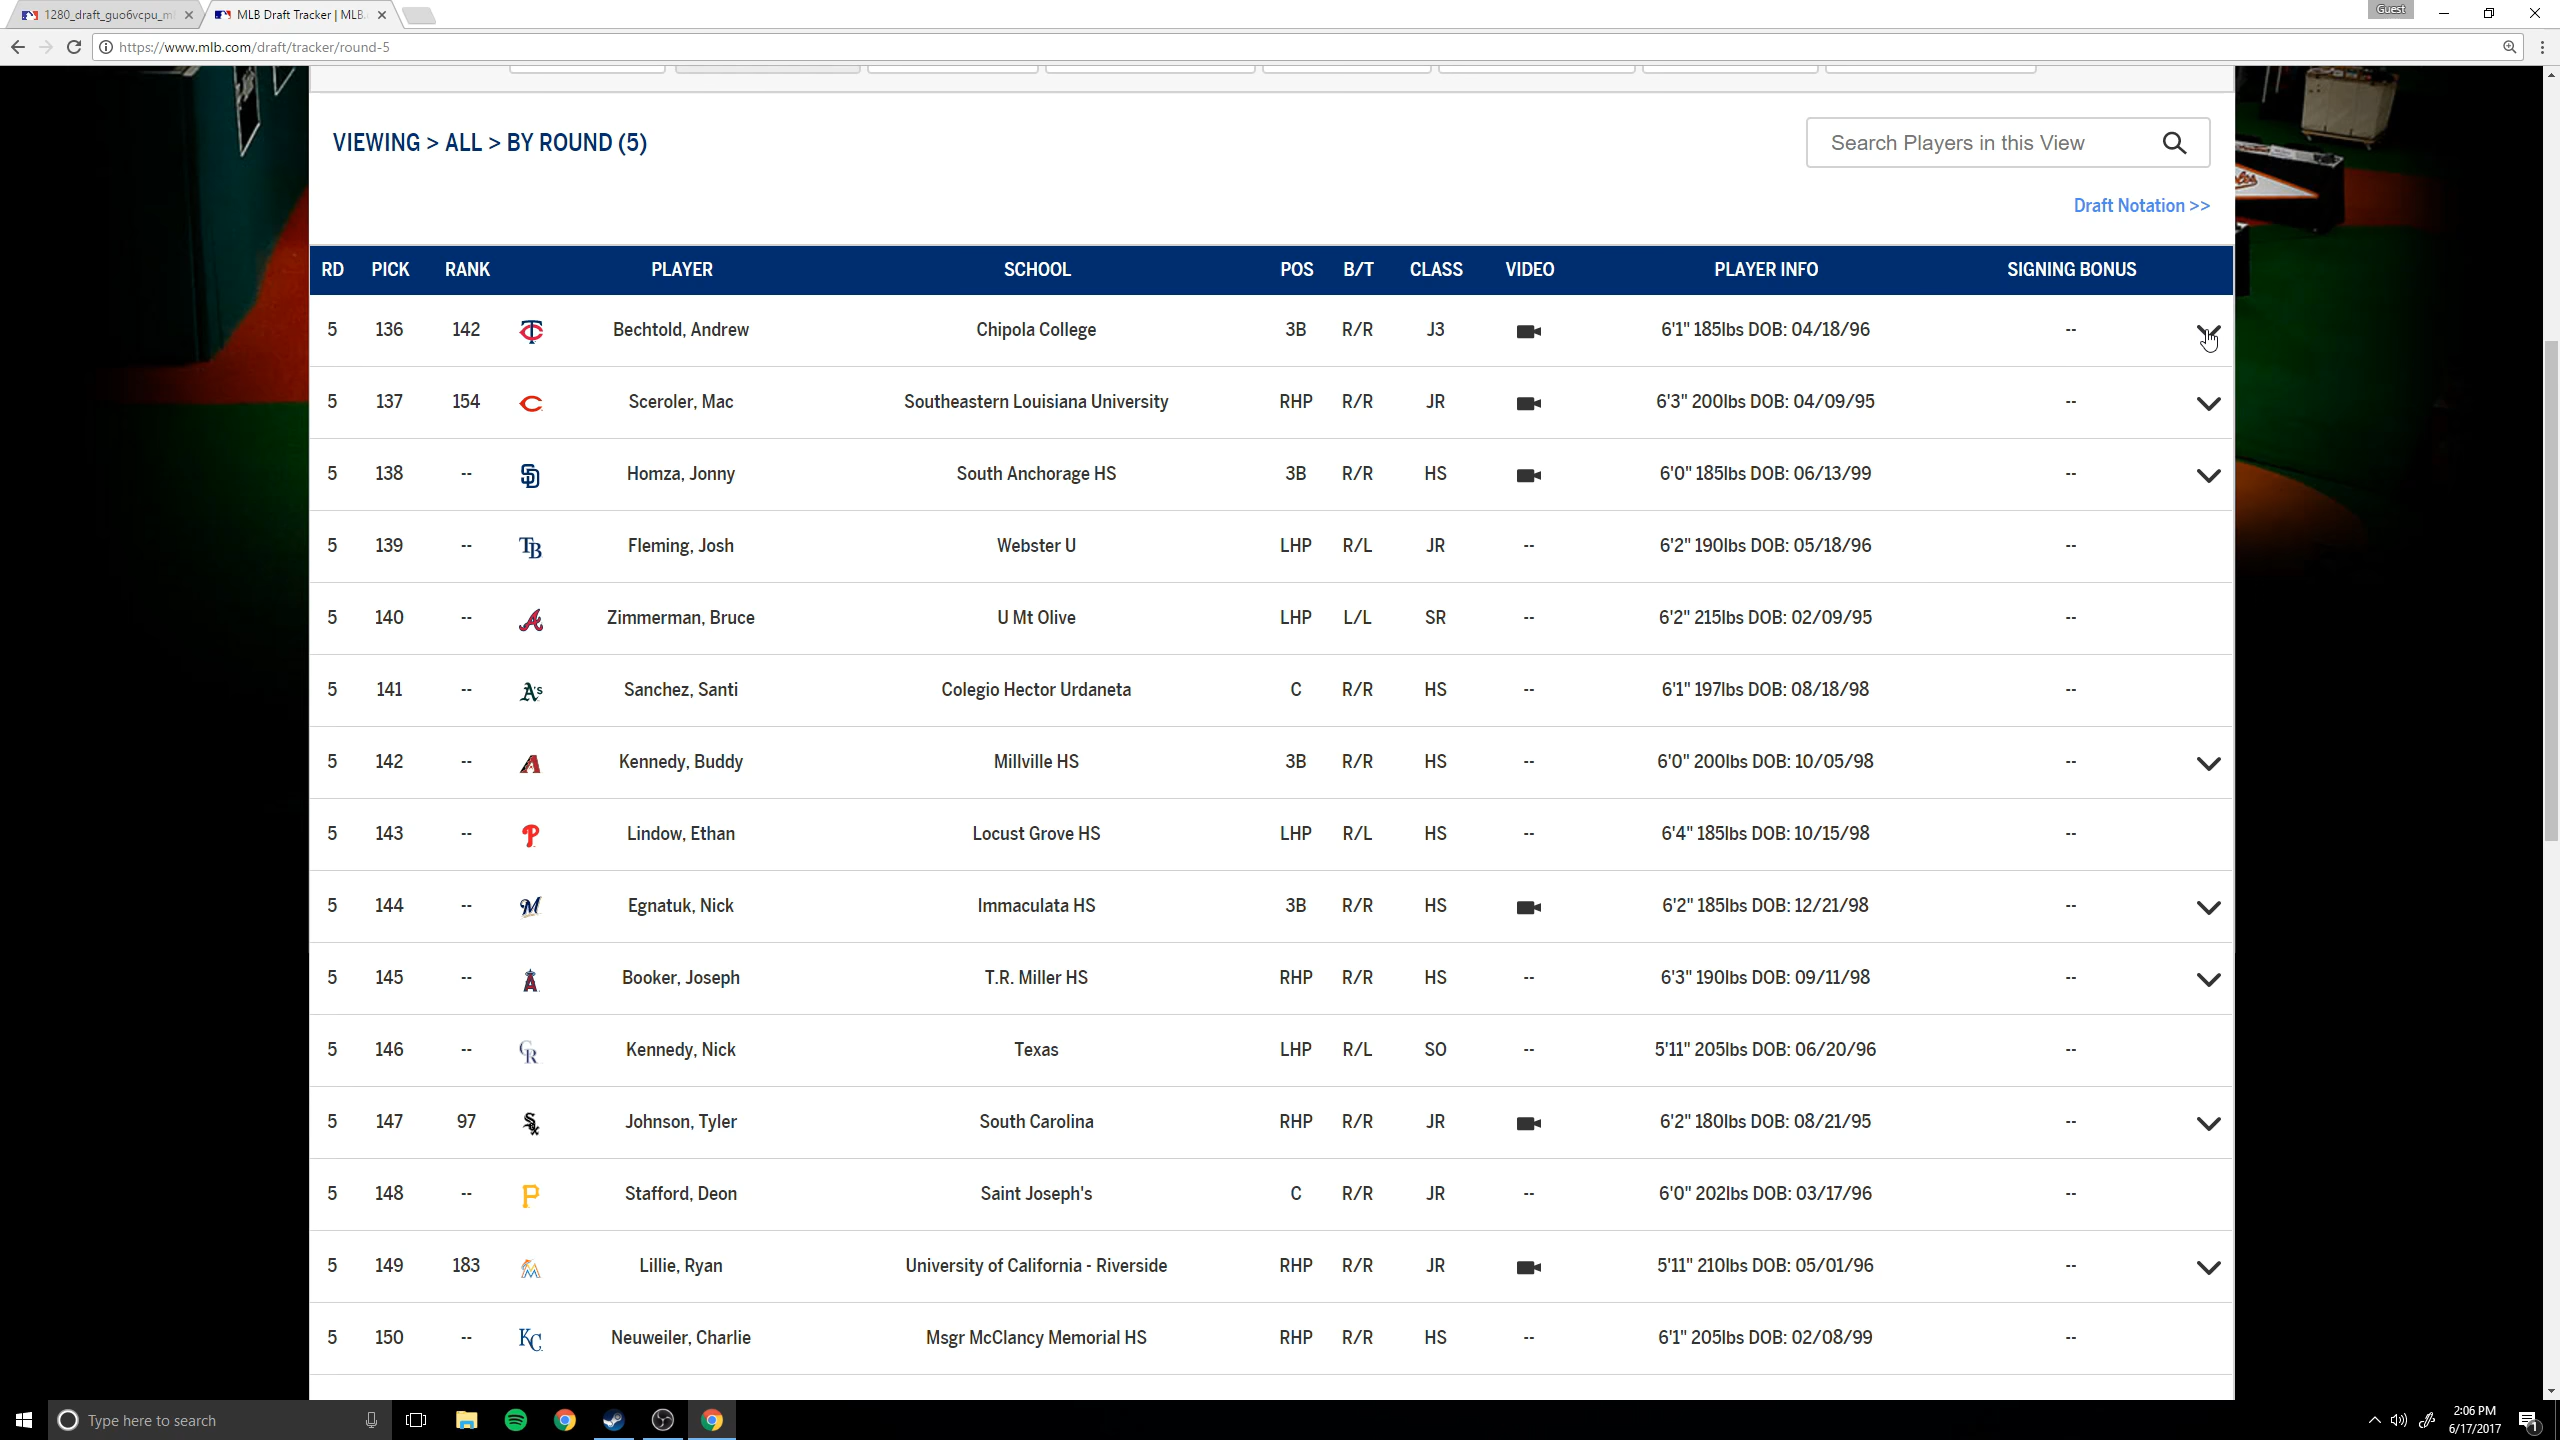 1280_draft_guo6vcpu_m
MLB Draft Tracker | MLB.
Guest
https://www.mlb.com/draft/tracker/round-5
VIEWING > ALL > BY ROUND (5)
Search Players in this View
Draft Notation >>
RD PICK RANK PLAYER SCHOOL POS B/T CLASS VIDEO PLAYER INFO SIGNING BONUS
5 136 142 Bechtold, Andrew Chipola College 3B R/R J3 6'1" 185lbs DOB: 04/18/96 --
5 137 154 Sceroler, Mac Southeastern Louisiana University RHP R/R JR 6'3" 200lbs DOB: 04/09/95 --
5 138 -- SD Homza, Jonny South Anchorage HS 3B R/R HS 6'0" 185lbs DOB: 06/13/99 --
5 139 -- TB Fleming, Josh Webster U LHP R/L JR -- 6'2" 190lbs DOB: 05/18/96 --
5 140 -- A Zimmerman, Bruce U Mt Olive LHP L/L SR -- 6'2" 215lbs DOB: 02/09/95 --
5 141 -- A's Sanchez, Santi Colegio Hector Urdaneta C R/R HS -- 6'1" 197lbs DOB: 08/18/98 --
5 142 -- A Kennedy, Buddy Millville HS 3B R/R HS -- 6'0" 200lbs DOB: 10/05/98 --
5 143 -- P Lindow, Ethan Locust Grove HS LHP R/L HS -- 6'4" 185lbs DOB: 10/15/98 --
5 144 -- M Egnatuk, Nick Immaculata HS 3B R/R HS 6'2" 185lbs DOB: 12/21/98 --
5 145 -- A Booker, Joseph T.R. Miller HS RHP R/R HS -- 6'3" 190lbs DOB: 09/11/98 --
5 146 -- CR Kennedy, Nick Texas LHP R/L SO -- 5'11" 205lbs DOB: 06/20/96 --
5 147 97 Sox Johnson, Tyler South Carolina RHP R/R JR 6'2" 180lbs DOB: 08/21/95 --
5 148 -- P Stafford, Deon Saint Joseph's C R/R JR -- 6'0" 202lbs DOB: 03/17/96 --
5 149 183 M Lillie, Ryan University of California - Riverside RHP R/R JR 5'11" 210lbs DOB: 05/01/96 --
5 150 -- KC Neuweiler, Charlie Msgr McClancy Memorial HS RHP R/R HS -- 6'1" 205lbs DOB: 02/08/99 --
Type here to search
2:06 PM
6/17/2017
1